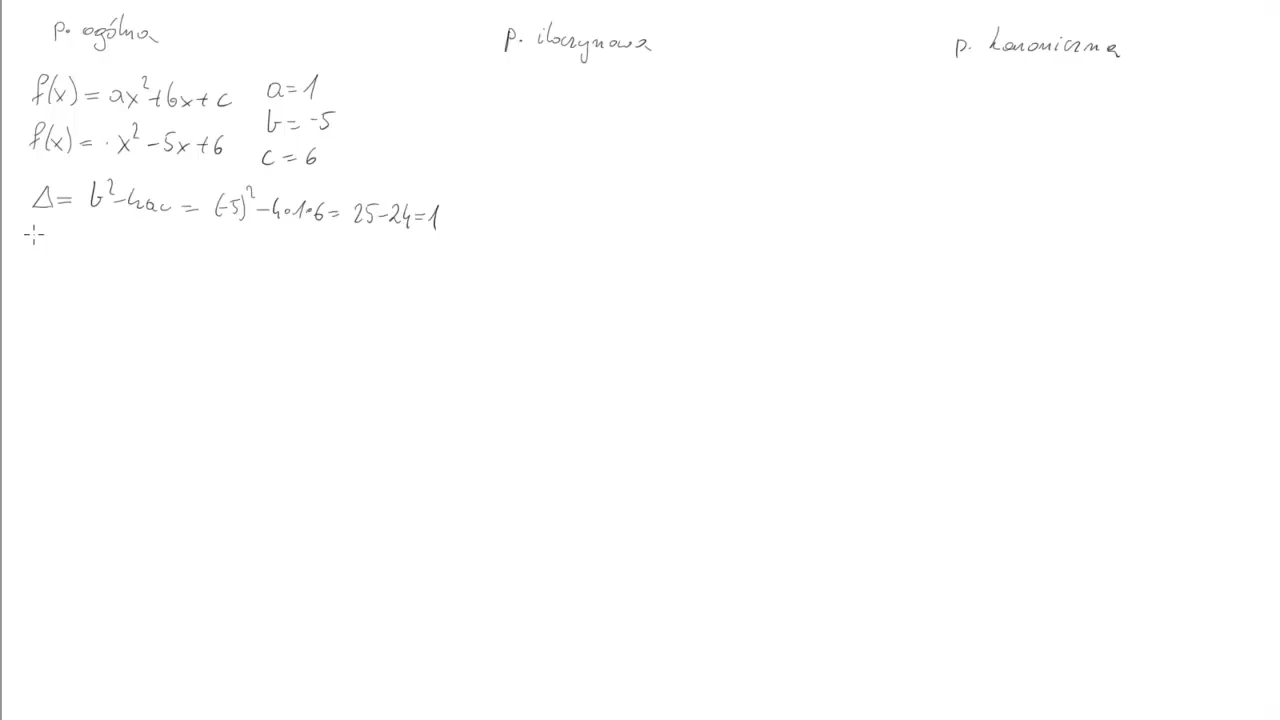 p. ogólna
p. iloczynowa
p. kanoniczna
f(x) = ax²+bx+c
a=1
f(x) = x²-5x+6
b=-5
c=6
Δ= b²-4ac = (-5)²-4·1·6= 25-24=1